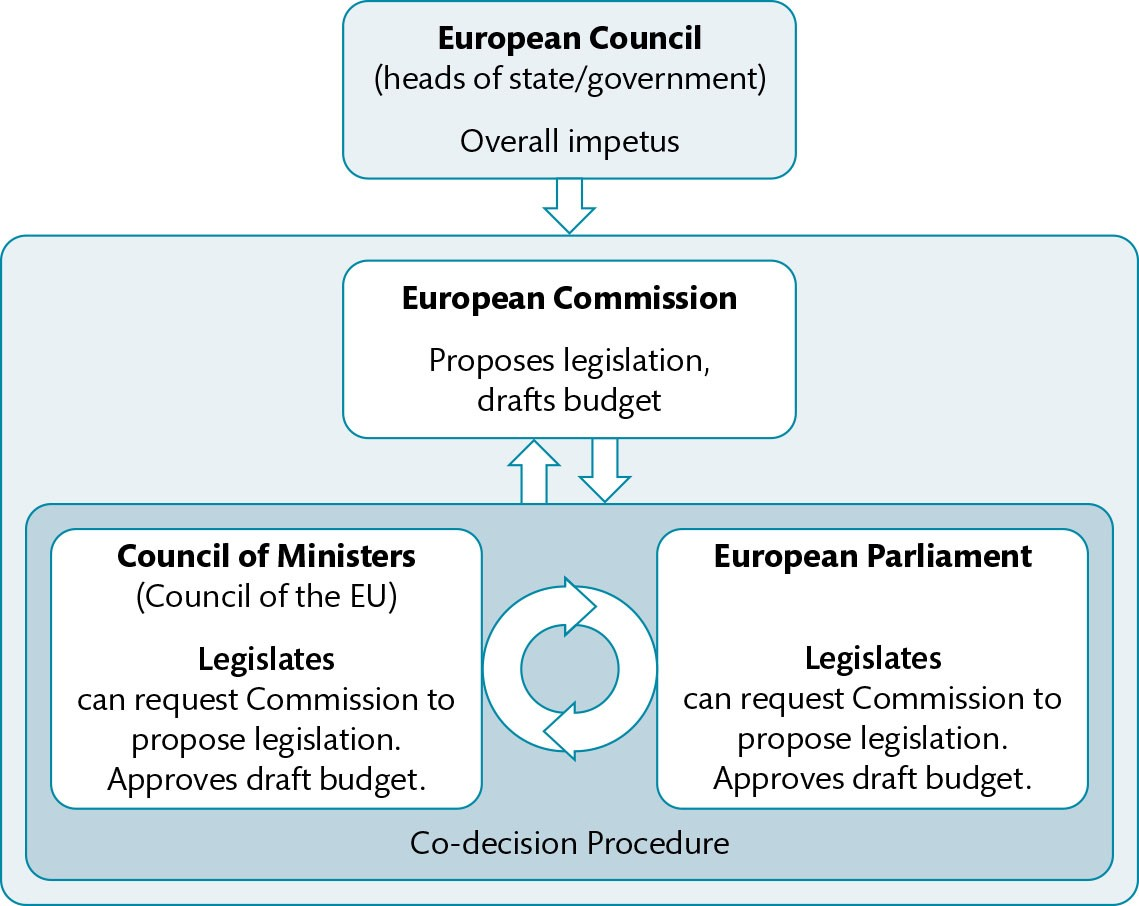 European Council
(heads of state/government)
Overall impetus
European Commission
Proposes legislation,
drafts budget
Council of Ministers
(Council of the EU)
Legislates
can request Commission to
propose legislation.
Approves draft budget.
European Parliament
Legislates
can request Commission to
propose legislation.
Approves draft budget.
Co-decision Procedure